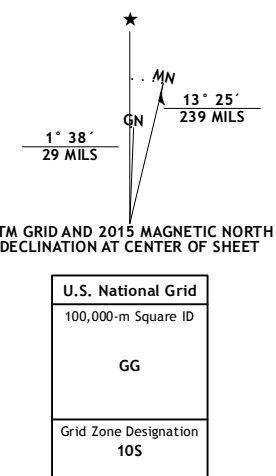 ★
MN
GN
13° 25´
239 MILS
1° 38´
29 MILS
TM GRID AND 2015 MAGNETIC NORTH
DECLINATION AT CENTER OF SHEET
U.S. National Grid
100,000-m Square ID
GG
Grid Zone Designation
10S